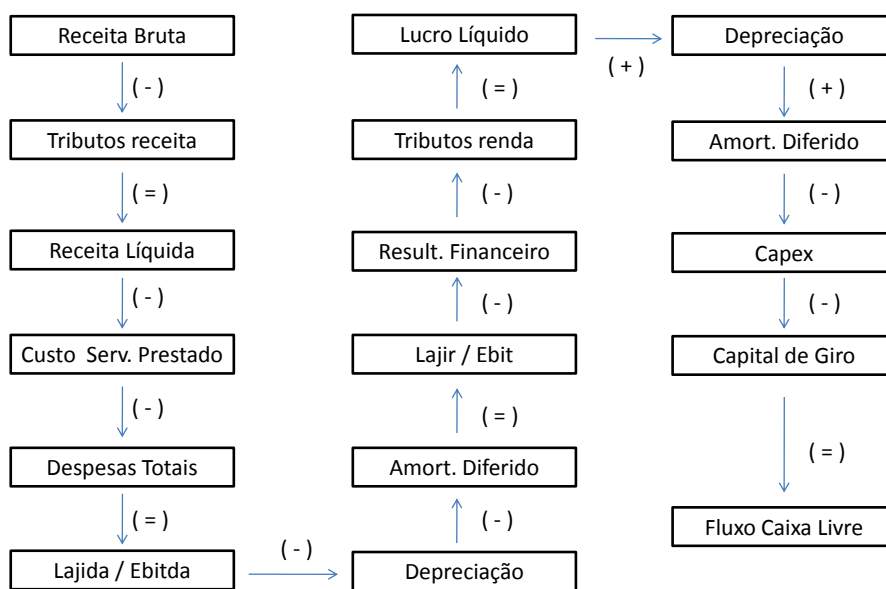 Receita Bruta
( - )
Tributos receita
( = )
Receita Líquida
( - )
Custo Serv. Prestado
( - )
Despesas Totais
( = )
Lajida / Ebitda
( - )
Depreciação
( - )
Amort. Diferido
( = )
Lajir / Ebit
( - )
Result. Financeiro
( - )
Tributos renda
( = )
Lucro Líquido
( + )
Depreciação
( + )
Amort. Diferido
( - )
Capex
( - )
Capital de Giro
( = )
Fluxo Caixa Livre